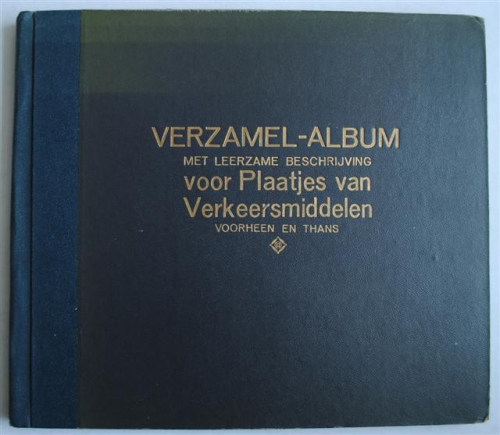 VERZAMEL-ALBUM
MET LEERZAME BESCHRIJVING
voor Plaatjes van
Verkeersmiddelen
VOORHEEN EN THANS